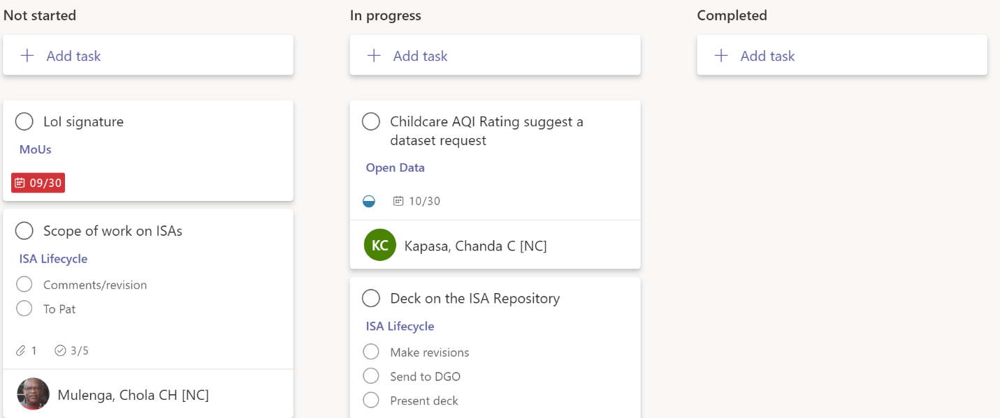 Not started
Add task
LoI signature
MoUs
09/30
Scope of work on ISAs
ISA Lifecycle
Comments/revision
To Pat
1 3/5
Mulenga, Chola CH [NC]
In progress
Add task
Childcare AQI Rating suggest a
dataset request
Open Data
10/30
KC Kapasa, Chanda C [NC]
Deck on the ISA Repository
ISA Lifecycle
Make revisions
Send to DGO
Present deck
Completed
Add task